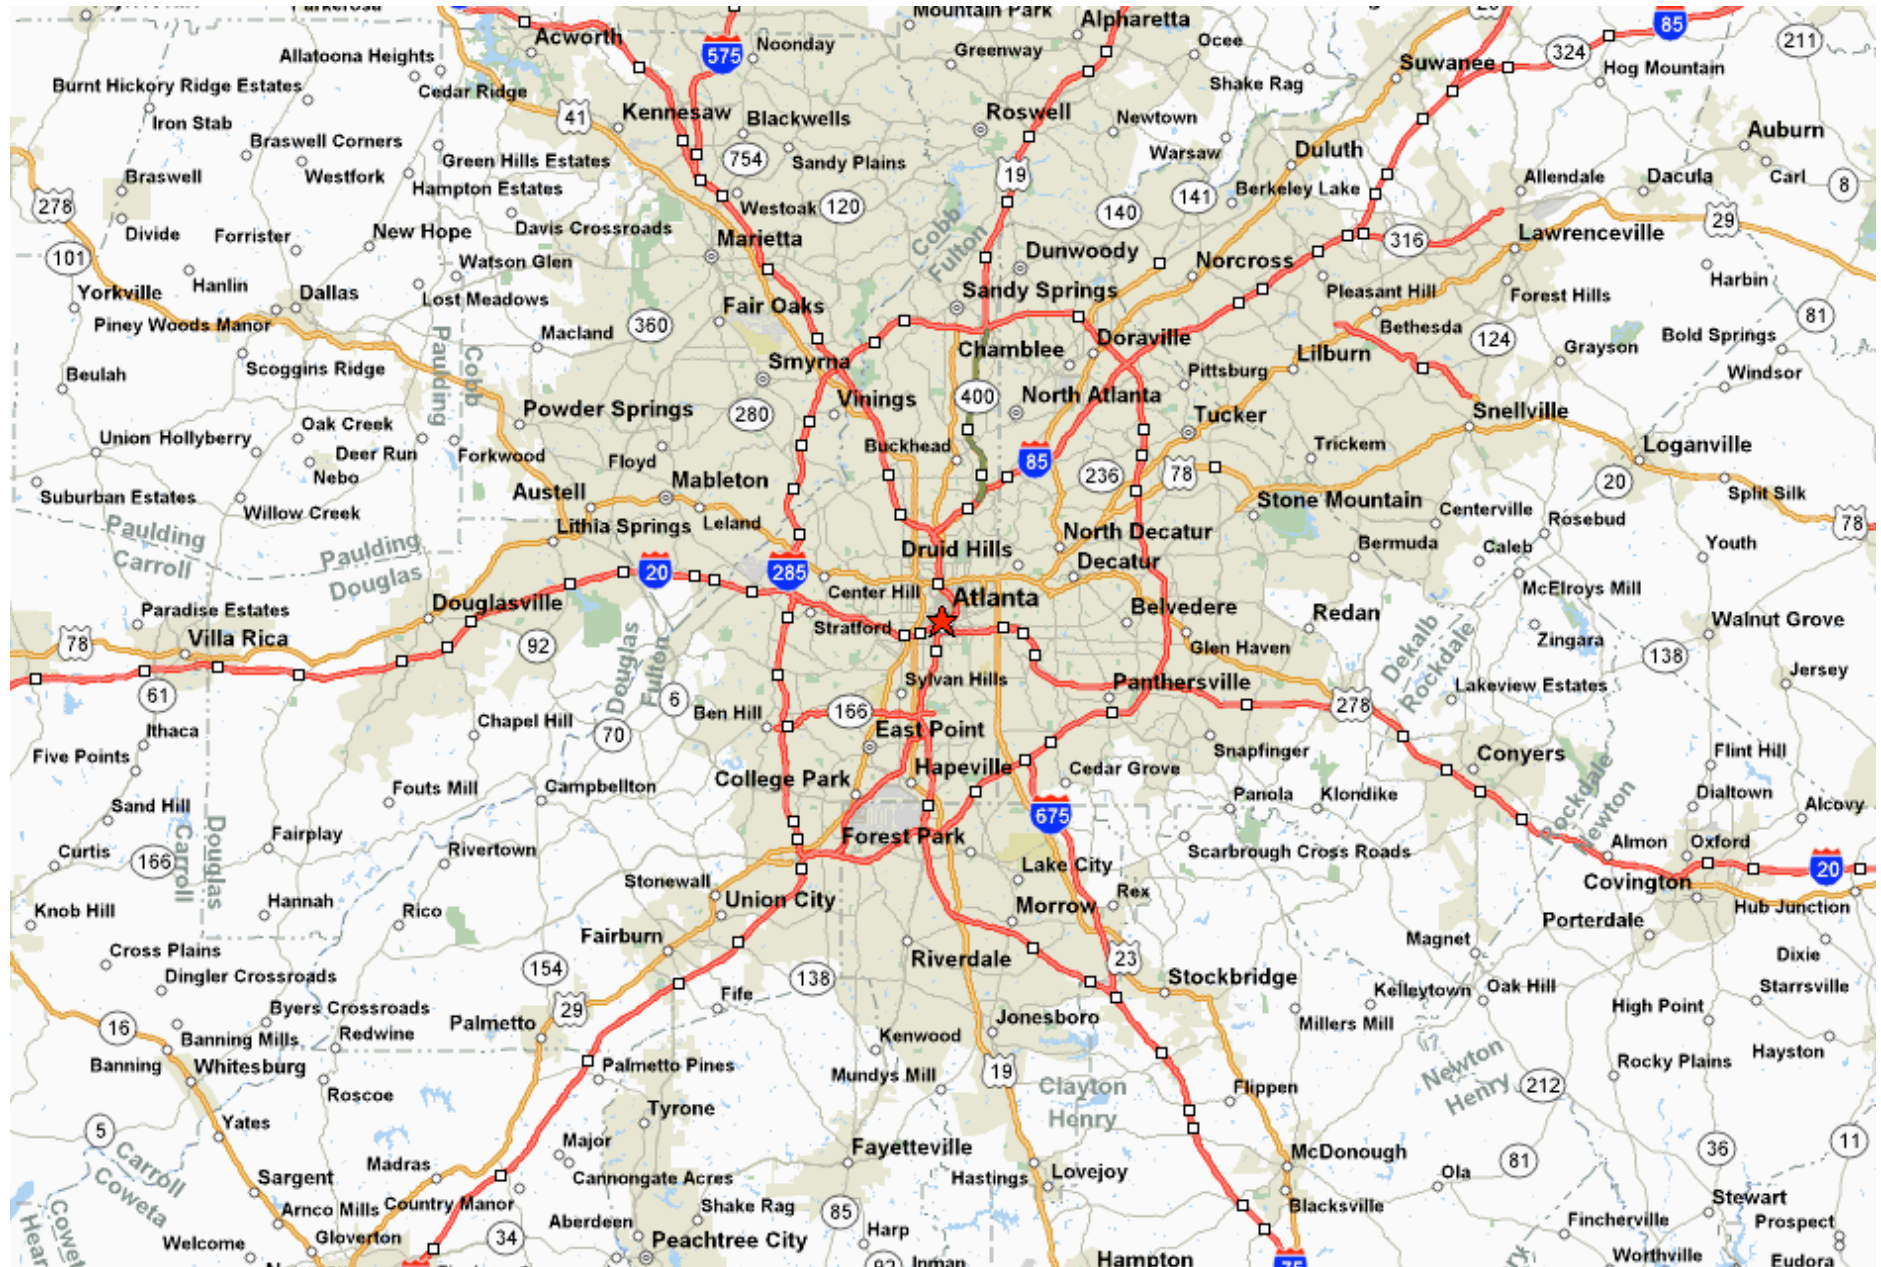 Mountain Park
Alpharetta
Acworth
575
Noonday
Greenway
Ocee
Suwanee
324
85
211
Allatoona Heights
Hog Mountain
Burnt Hickory Ridge Estates
Cedar Ridge
Shake Rag
41
Kennesaw
Blackwells
Roswell
Newtown
Iron Stab
Auburn
Braswell Corners
Green Hills Estates
754
Sandy Plains
Warsaw
Duluth
Braswell
Westfork
Hampton Estates
19
Berkeley Lake
Allendale
Dacula
Carl
8
278
Westoak
120
140
141
29
Divide
Forrister
New Hope
Davis Crossroads
Marietta
Cobb
Fulton
Dunwoody
316
Lawrenceville
101
Watson Glen
Norcross
Harbin
Yorkville
Hanlin
Dallas
Lost Meadows
Fair Oaks
Sandy Springs
Pleasant Hill
Forest Hills
Piney Woods Manor
Macland
360
Doraville
Bethesda
124
Bold Springs
81
Paulding
Cobb
Scoggins Ridge
Smyrna
Chamblee
Pittsburg
Lilburn
Grayson
Beulah
Windsor
Powder Springs
280
Vinings
400
North Atlanta
Tucker
Snellville
Union Hollyberry
Oak Creek
Deer Run
Forkwood
Floyd
Buckhead
85
Trickem
Loganville
Nebo
236
78
20
Suburban Estates
Willow Creek
Austell
Mableton
Stone Mountain
Split Silk
Paulding
Carroll
Paulding
Douglas
Lithia Springs
Leland
Druid Hills
North Decatur
Centerville
Rosebud
78
Decatur
Bermuda
Caleb
Youth
20
285
Center Hill
Atlanta
McElroys Mill
Paradise Estates
Douglasville
Stratford
Belvedere
Redan
Walnut Grove
78
Villa Rica
92
Douglas
Fulton
Glen Haven
Dekalb
Rockdale
Zingara
138
61
6
Sylvan Hills
Panthersville
Lakeview Estates
Jersey
Ithaca
Chapel Hill
70
Ben Hill
166
278
East Point
Five Points
Snapfinger
Conyers
Flint Hill
Fouts Mill
Campbellton
College Park
Hapeville
Cedar Grove
Rockdale
Newton
Sand Hill
675
Panola
Klondike
Dialtown
Alcovy
Fairplay
Carroll
Douglas
Forest Park
Curtis
166
Rivertown
Lake City
Scarbrough Cross Roads
Almon
Oxford
20
Stonewall
Covington
Knob Hill
Hannah
Rico
Union City
Morrow
Rex
Hub Junction
Cross Plains
Fairburn
Porterdale
Magnet
Dixie
Dingler Crossroads
154
138
Riverdale
23
Stockbridge
Byers Crossroads
29
Fife
Kelleytown
Oak Hill
Starrsville
16
Banning Mills
Redwine
Palmetto
Jonesboro
Millers Mill
High Point
Banning
Whitesburg
Kenwood
Hayston
Palmetto Pines
Mundys Mill
19
Newton
Henry
Rocky Plains
Roscoe
Clayton
Henry
Flippen
212
Yates
Tyrone
5
Major
Fayetteville
McDonough
36
11
Carroll
Coweta
Sargent
Madras
Cannongate Acres
Hastings
Lovejoy
Ola
81
Arnco Mills
Country Manor
Shake Rag
Blacksville
Stewart
Welcome
Gloverton
34
Aberdeen
85
Harp
Fincherville
Prospect
Peachtree City
Hampton
75
Worthville
Eudora
Inman